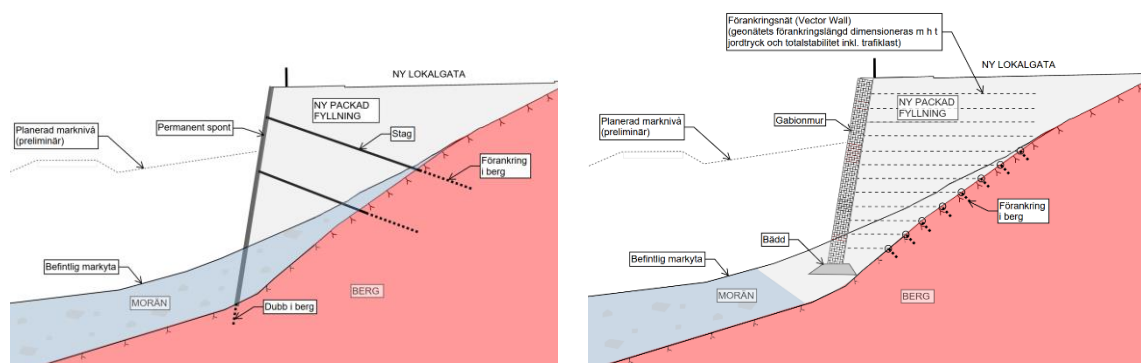 NY LOKALGATA
NY PACKAD
FYLLNING
Permanent spont
Planerad marknivå
(preliminär)
Stag
Förankring
i berg
Befintlig markyta
MORÄN
BERG
Dubb i berg
Förankringsnät (Vector Wall)
(geonätets förankringslängd dimensioneras m h t
jordtryck och totalstabilitet inkl. trafiklast)
NY LOKALGATA
NY PACKAD
FYLLNING
Gabionmur
Planerad marknivå
(preliminär)
Förankring
i berg
Bädd
Befintlig markyta
MORÄN
BERG